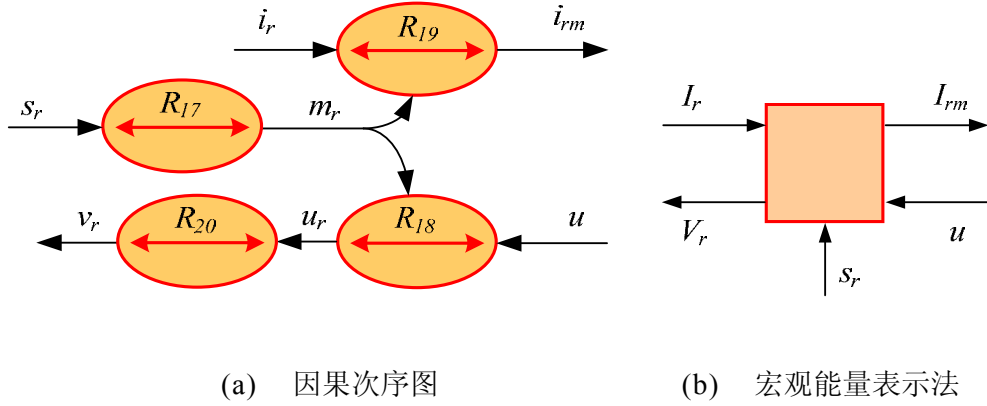 i_r
R_19
i_rm
s_r
R_17
m_r
v_r
R_20
u_r
R_18
u
I_r
I_rm
V_r
u
s_r
(a) 因果次序图
(b) 宏观能量表示法